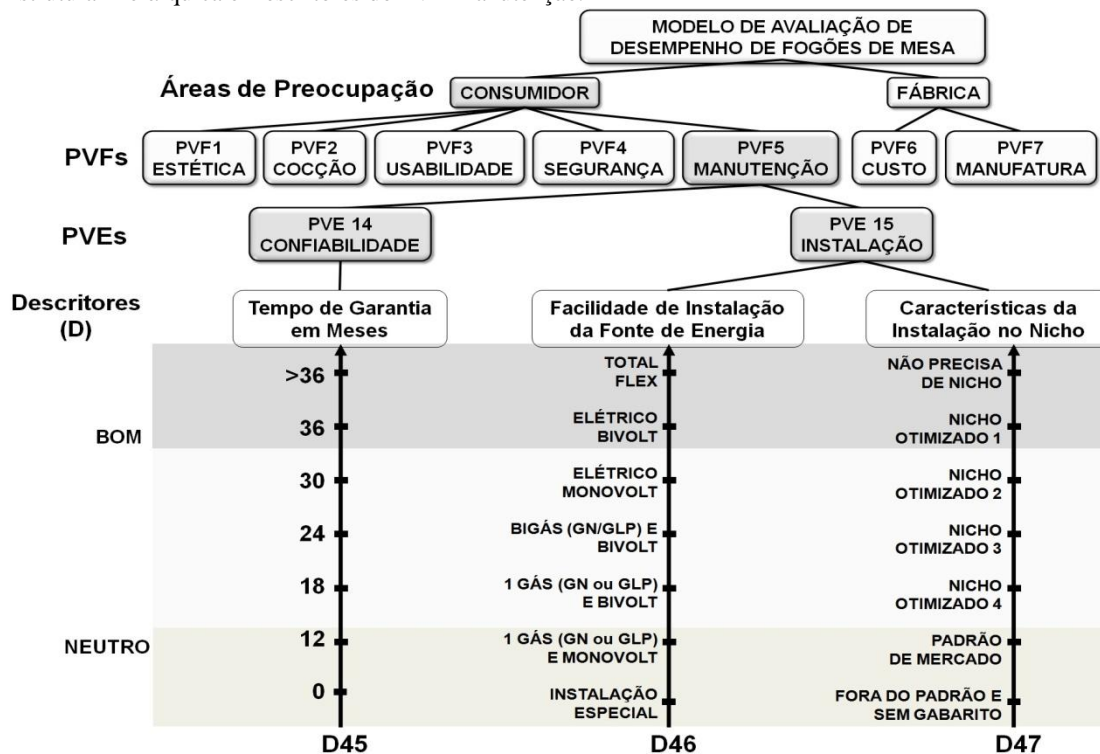 MODELO DE AVALIAÇÃO DE
DESEMPENHO DE FOGÕES DE MESA
Áreas de Preocupação
CONSUMIDOR
FÁBRICA
PVFs
PVF1
ESTÉTICA
PVF2
COCÇÃO
PVF3
USABILIDADE
PVF4
SEGURANÇA
PVF5
MANUTENÇÃO
PVF6
CUSTO
PVF7
MANUFATURA
PVEs
PVE 14
CONFIABILIDADE
PVE 15
INSTALAÇÃO
Descritores
(D)
Tempo de Garantia
em Meses
Facilidade de Instalação
da Fonte de Energia
Características da
Instalação no Nicho
>36
TOTAL
FLEX
NÃO PRECISA
DE NICHO
BOM
36
ELÉTRICO
BIVOLT
NICHO
OTIMIZADO 1
30
ELÉTRICO
MONOVOLT
NICHO
OTIMIZADO 2
24
BIGÁS (GN/GLP) E
BIVOLT
NICHO
OTIMIZADO 3
18
1 GÁS (GN ou GLP)
E BIVOLT
NICHO
OTIMIZADO 4
NEUTRO
12
1 GÁS (GN ou GLP)
E MONOVOLT
PADRÃO
DE MERCADO
0
INSTALAÇÃO
ESPECIAL
FORA DO PADRÃO E
SEM GABARITO
D45
D46
D47